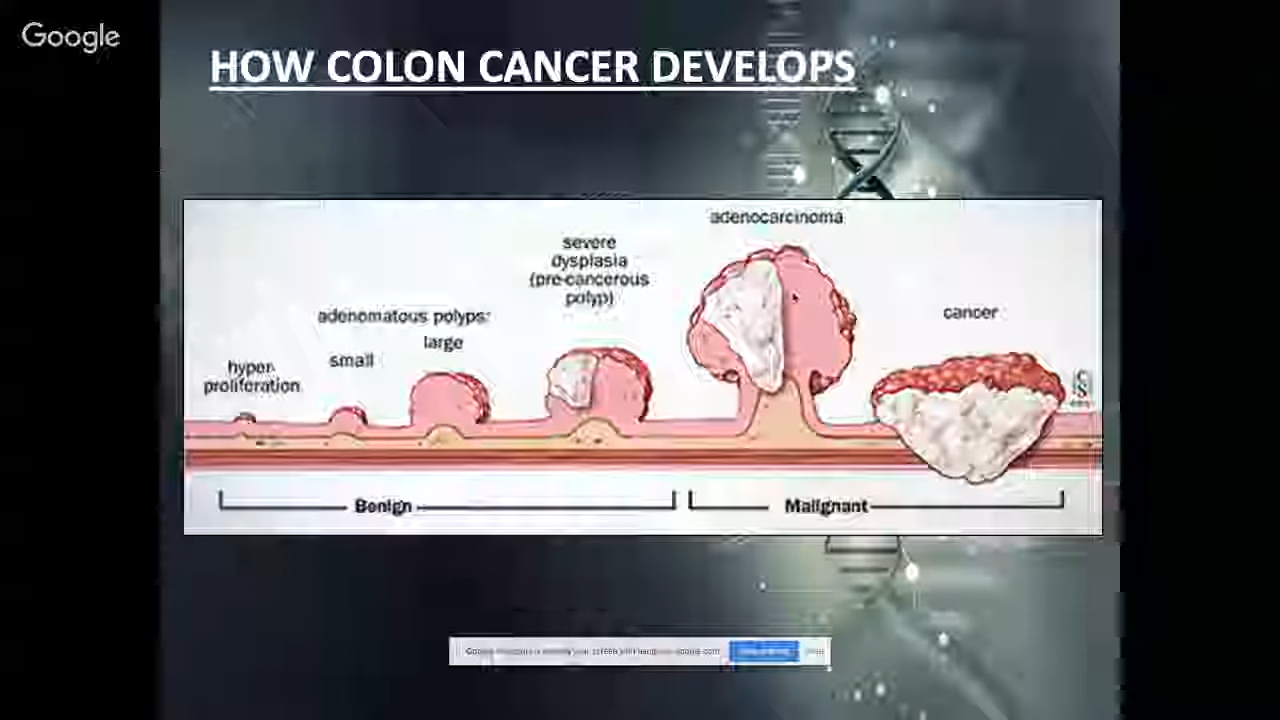 Google
HOW COLON CANCER DEVELOPS
adenocarcinoma
severe
dysplasia
(pre-cancerous
polyp)
cancer
adenomatous polyps:
large
small
hyper-
proliferation
Benign
Malignant